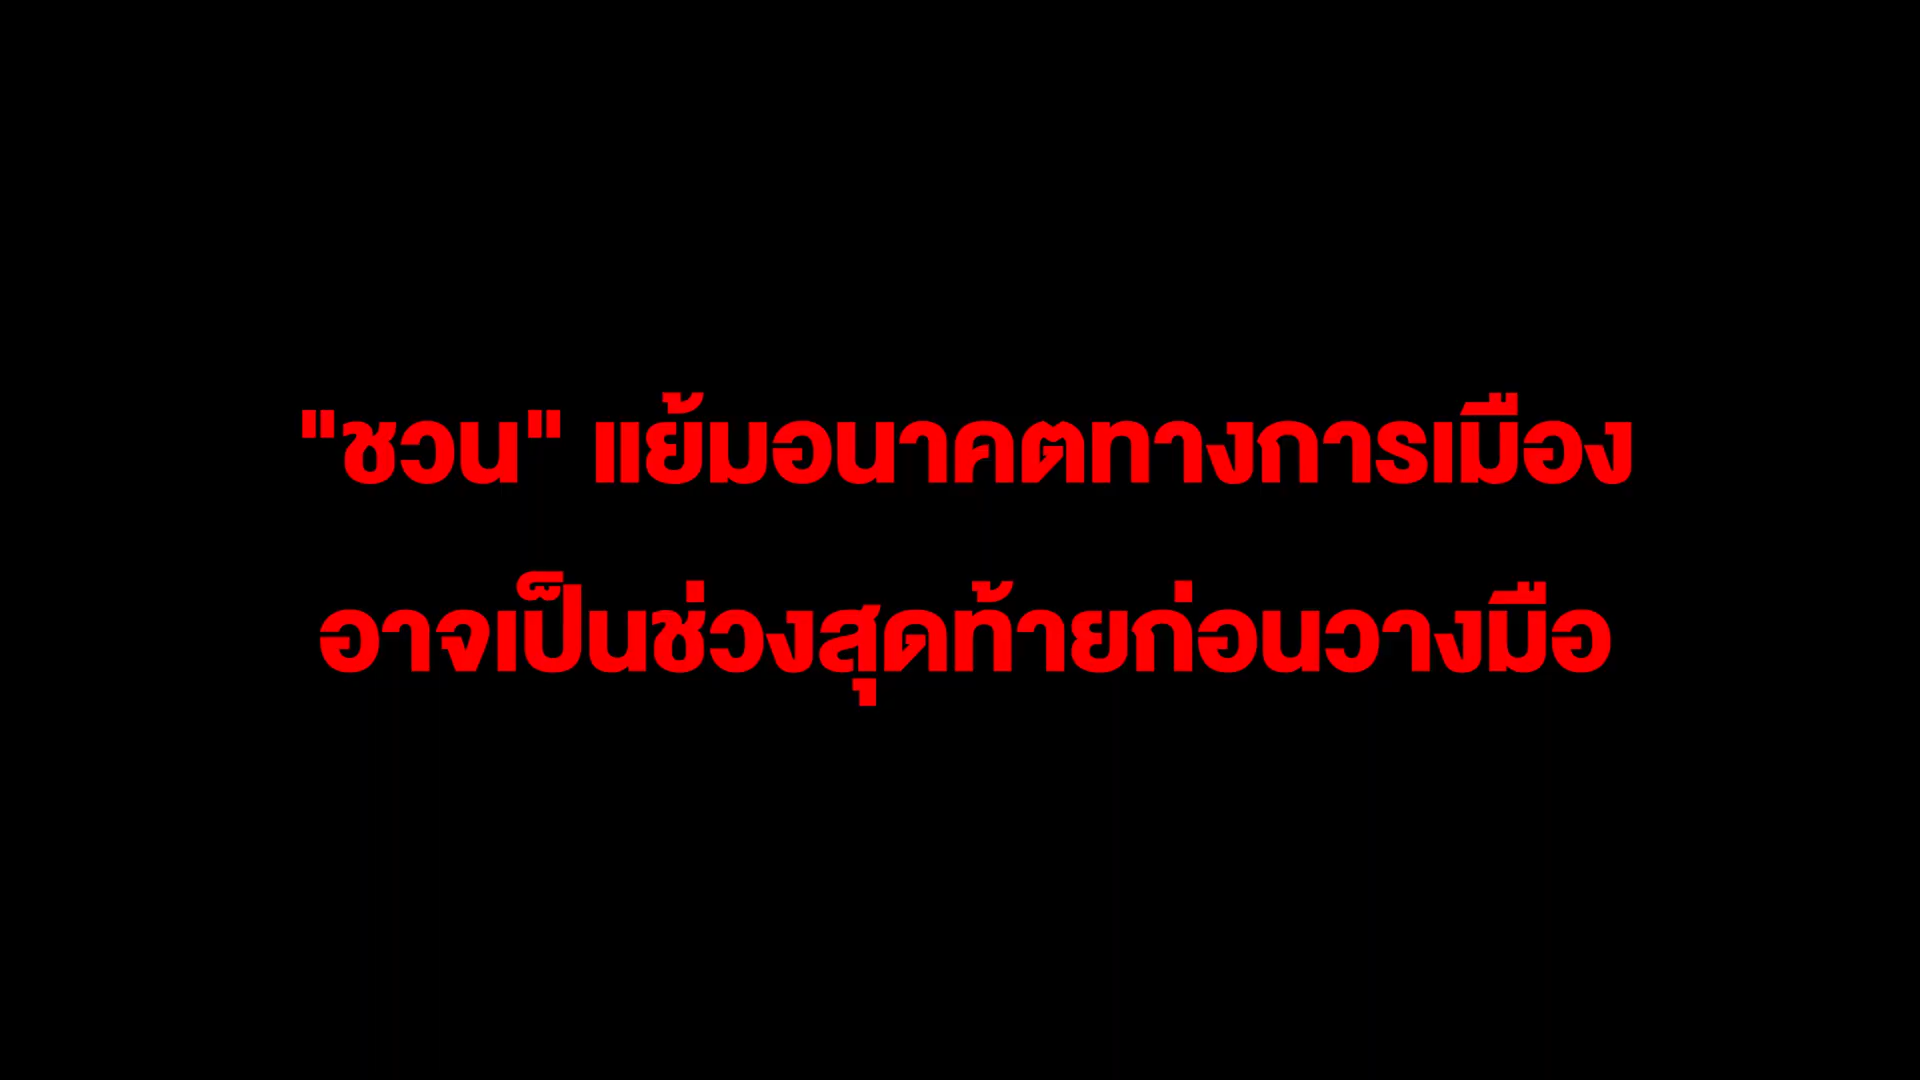 "ชวน" แย้มอนาคตทางการเมือง
อาจเป็นช่วงสุดท้ายก่อนวางมือ